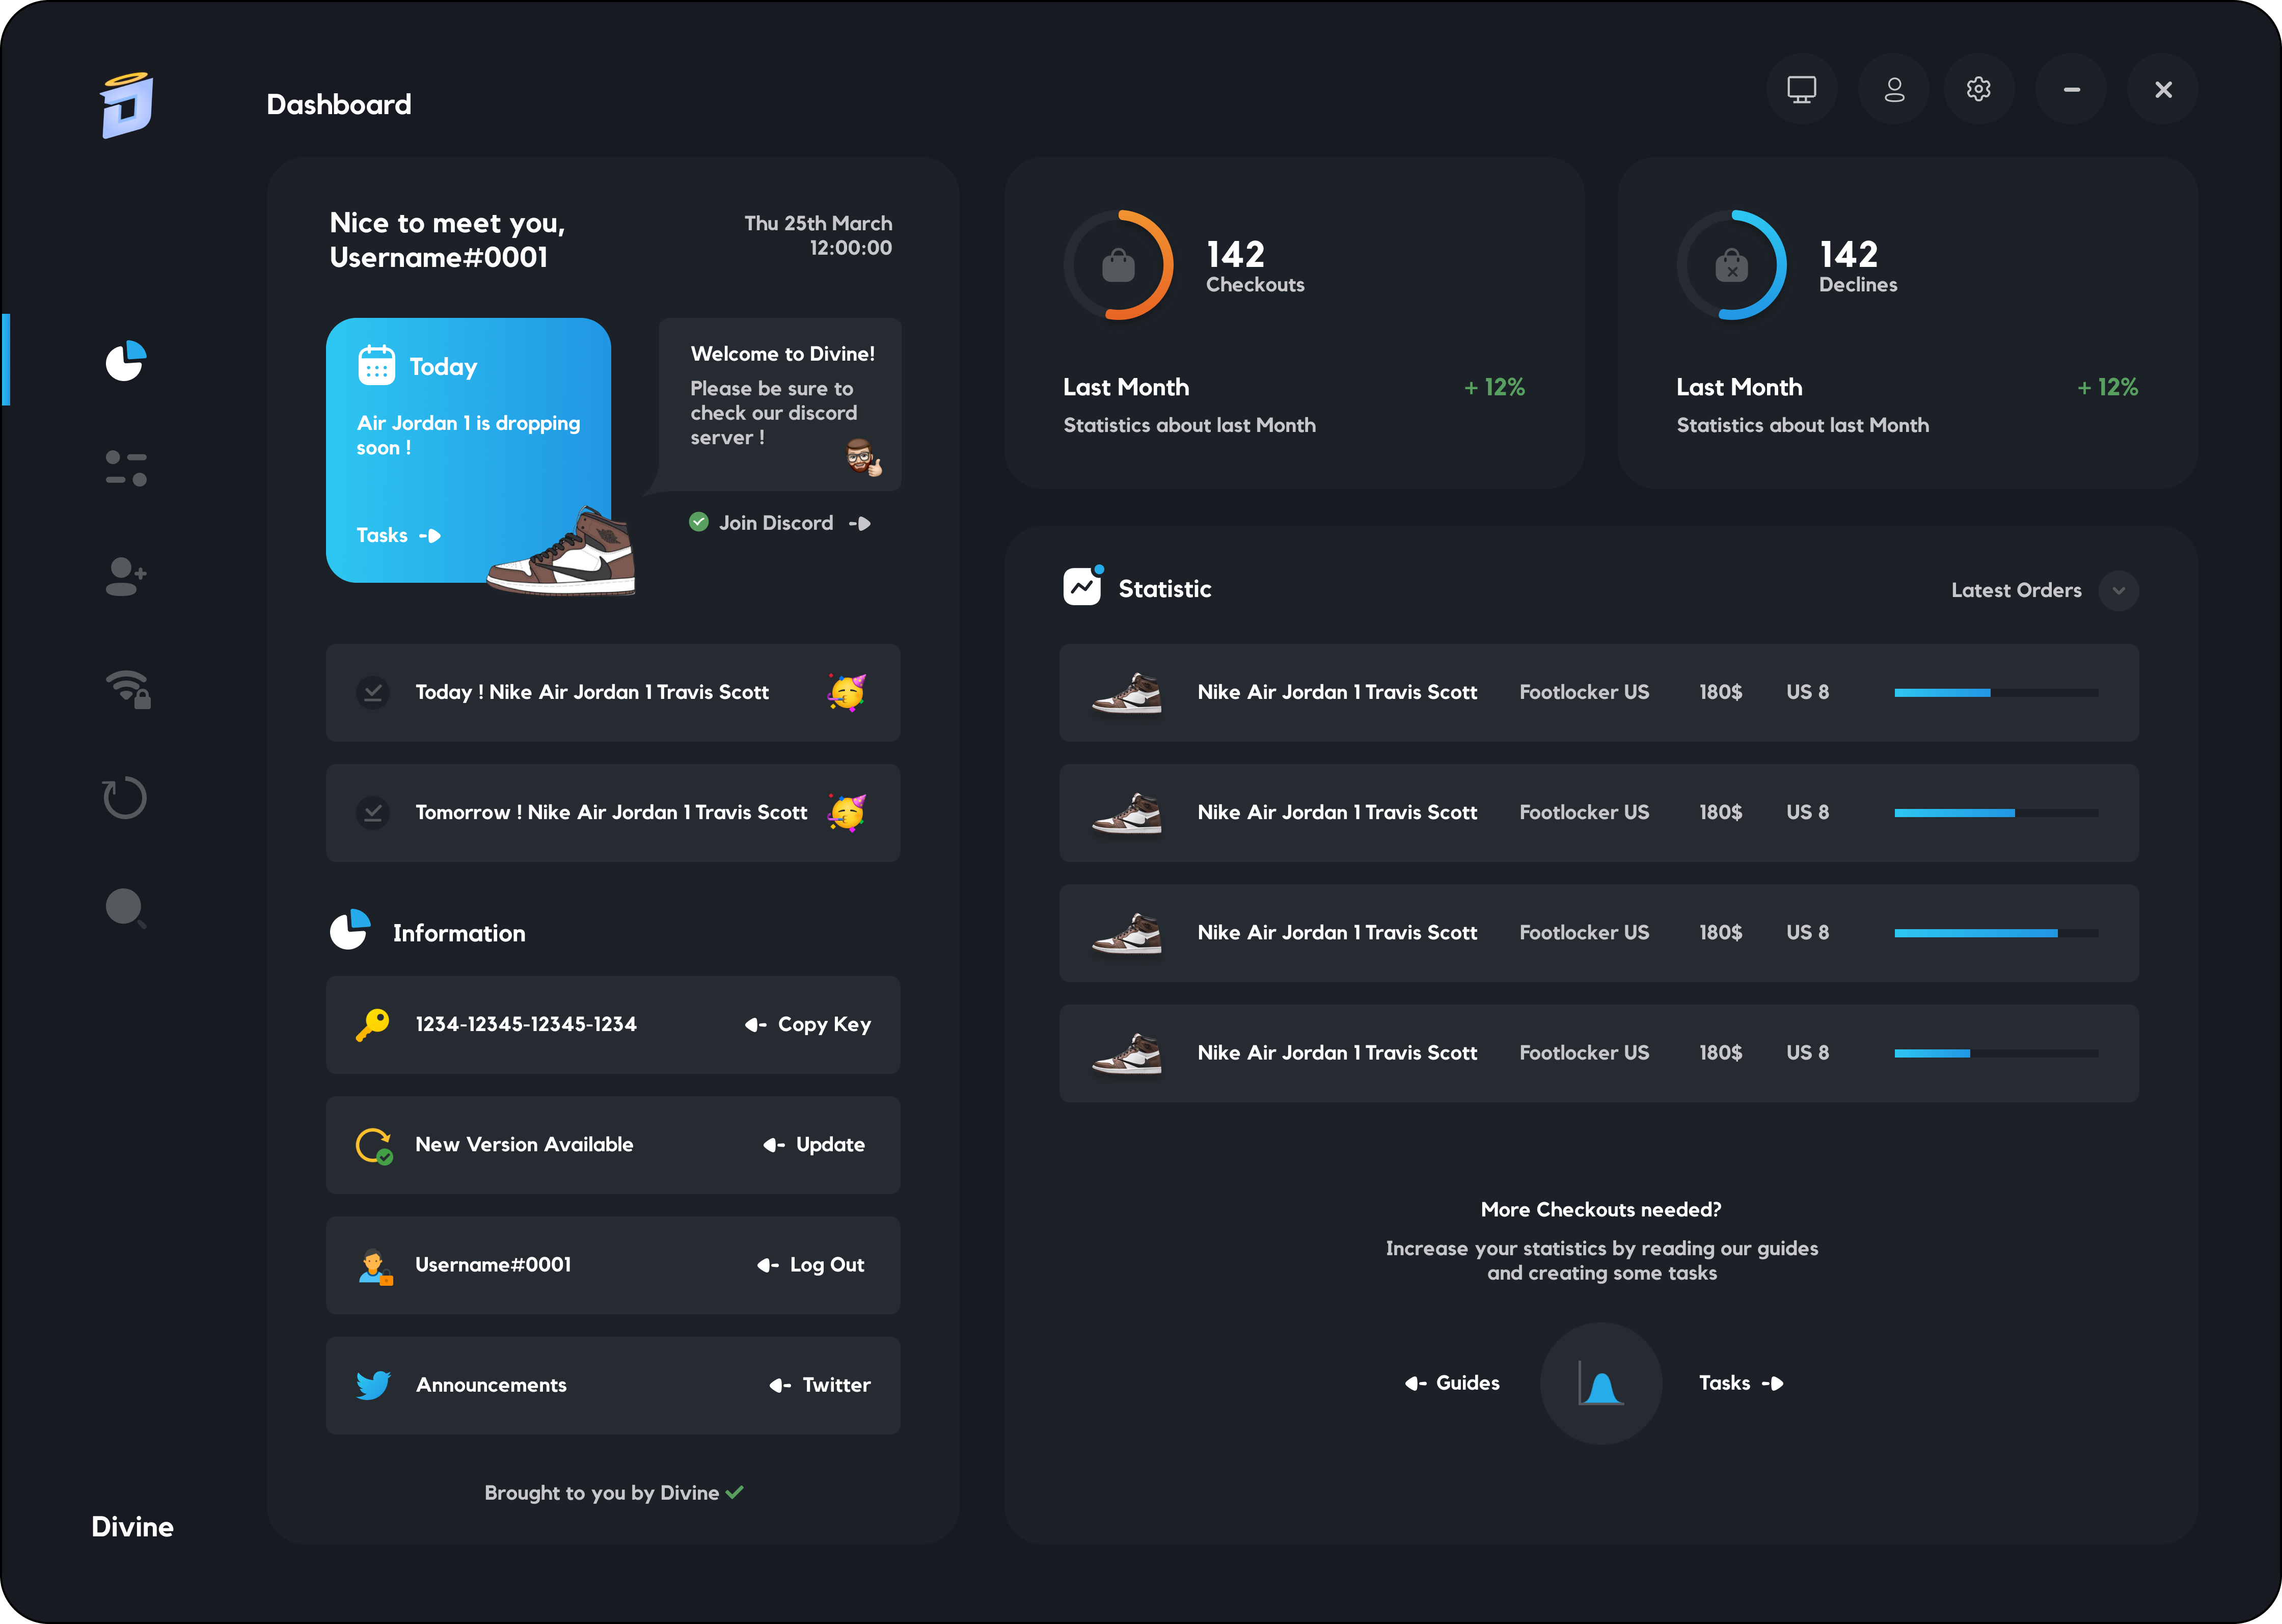 Dashboard
Nice to meet you,
Username#0001
Thu 25th March
12:00:00
Today
Air Jordan 1 is dropping
soon !
Tasks
Welcome to Divine!
Please be sure to
check our discord
server !
Join Discord
Today ! Nike Air Jordan 1 Travis Scott
Tomorrow ! Nike Air Jordan 1 Travis Scott
Information
1234-12345-12345-1234 Copy Key
New Version Available Update
Username#0001 Log Out
Announcements Twitter
Brought to you by Divine
Divine
142
Checkouts
Last Month + 12%
Statistics about last Month
142
Declines
Last Month + 12%
Statistics about last Month
Statistic Latest Orders
Nike Air Jordan 1 Travis Scott Footlocker US 180$ US 8
Nike Air Jordan 1 Travis Scott Footlocker US 180$ US 8
Nike Air Jordan 1 Travis Scott Footlocker US 180$ US 8
Nike Air Jordan 1 Travis Scott Footlocker US 180$ US 8
More Checkouts needed?
Increase your statistics by reading our guides
and creating some tasks
Guides Tasks